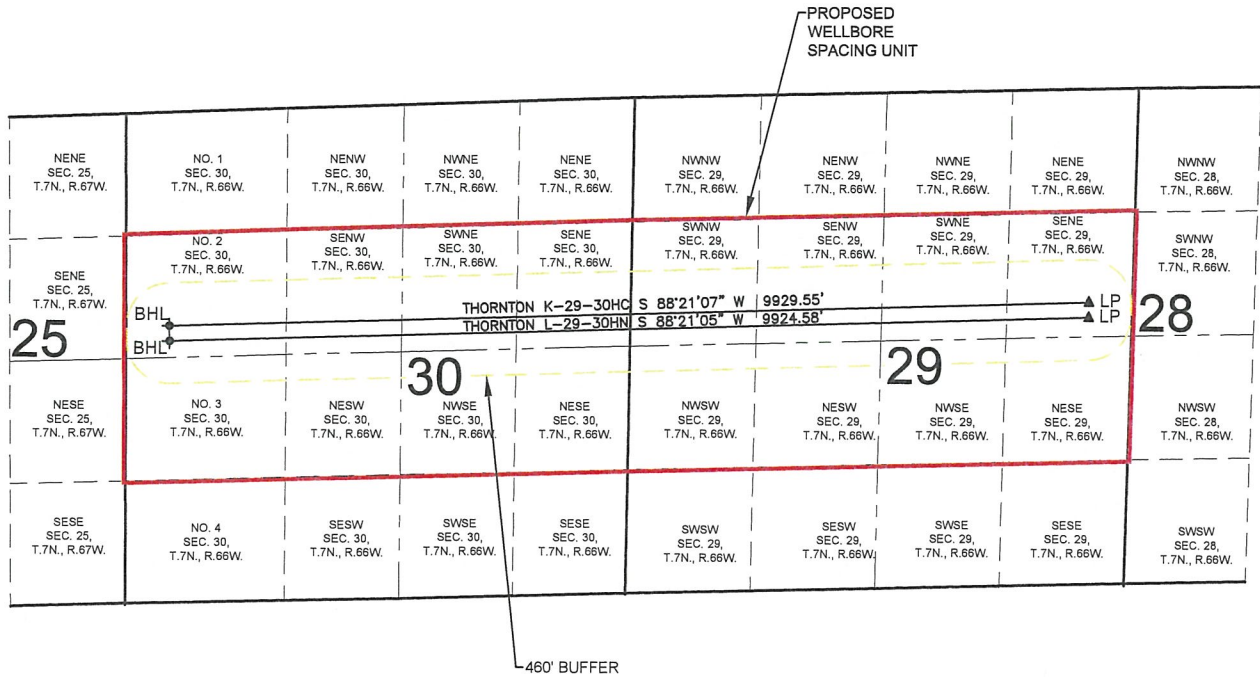 PROPOSED
WELLBORE
SPACING UNIT
NENE
SEC. 25,
T.7N., R.67W.
NO. 1
SEC. 30,
T.7N., R.66W.
NENW
SEC. 30,
T.7N., R.66W.
NWNE
SEC. 30,
T.7N., R.66W.
NENE
SEC. 30,
T.7N., R.66W.
NWNW
SEC. 29,
T.7N., R.66W.
NENW
SEC. 29,
T.7N., R.66W.
NWNE
SEC. 29,
T.7N., R.66W.
NENE
SEC. 29,
T.7N., R.66W.
NWNW
SEC. 28,
T.7N., R.66W.
SENE
SEC. 25,
T.7N., R.67W.
NO. 2
SEC. 30,
T.7N., R.66W.
SENW
SEC. 30,
T.7N., R.66W.
SWNE
SEC. 30,
T.7N., R.66W.
SENE
SEC. 30,
T.7N., R.66W.
SWNW
SEC. 29,
T.7N., R.66W.
SENW
SEC. 29,
T.7N., R.66W.
SWNE
SEC. 29,
T.7N., R.66W.
SENE
SEC. 29,
T.7N., R.66W.
SWNW
SEC. 28,
T.7N., R.66W.
BHL
THORNTON K-29-30HC S 88°21'07" W 9929.55'
LP
BHL
THORNTON L-29-30HN S 88°21'05" W 9924.58'
LP
25
30
29
28
NESE
SEC. 25,
T.7N., R.67W.
NO. 3
SEC. 30,
T.7N., R.66W.
NESW
SEC. 30,
T.7N., R.66W.
NWSE
SEC. 30,
T.7N., R.66W.
NESE
SEC. 30,
T.7N., R.66W.
NWSW
SEC. 29,
T.7N., R.66W.
NESW
SEC. 29,
T.7N., R.66W.
NWSE
SEC. 29,
T.7N., R.66W.
NESE
SEC. 29,
T.7N., R.66W.
NWSW
SEC. 28,
T.7N., R.66W.
SESE
SEC. 25,
T.7N., R.67W.
NO. 4
SEC. 30,
T.7N., R.66W.
SESW
SEC. 30,
T.7N., R.66W.
SWSE
SEC. 30,
T.7N., R.66W.
SESE
SEC. 30,
T.7N., R.66W.
SWSW
SEC. 29,
T.7N., R.66W.
SESW
SEC. 29,
T.7N., R.66W.
SWSE
SEC. 29,
T.7N., R.66W.
SESE
SEC. 29,
T.7N., R.66W.
SWSW
SEC. 28,
T.7N., R.66W.
460' BUFFER